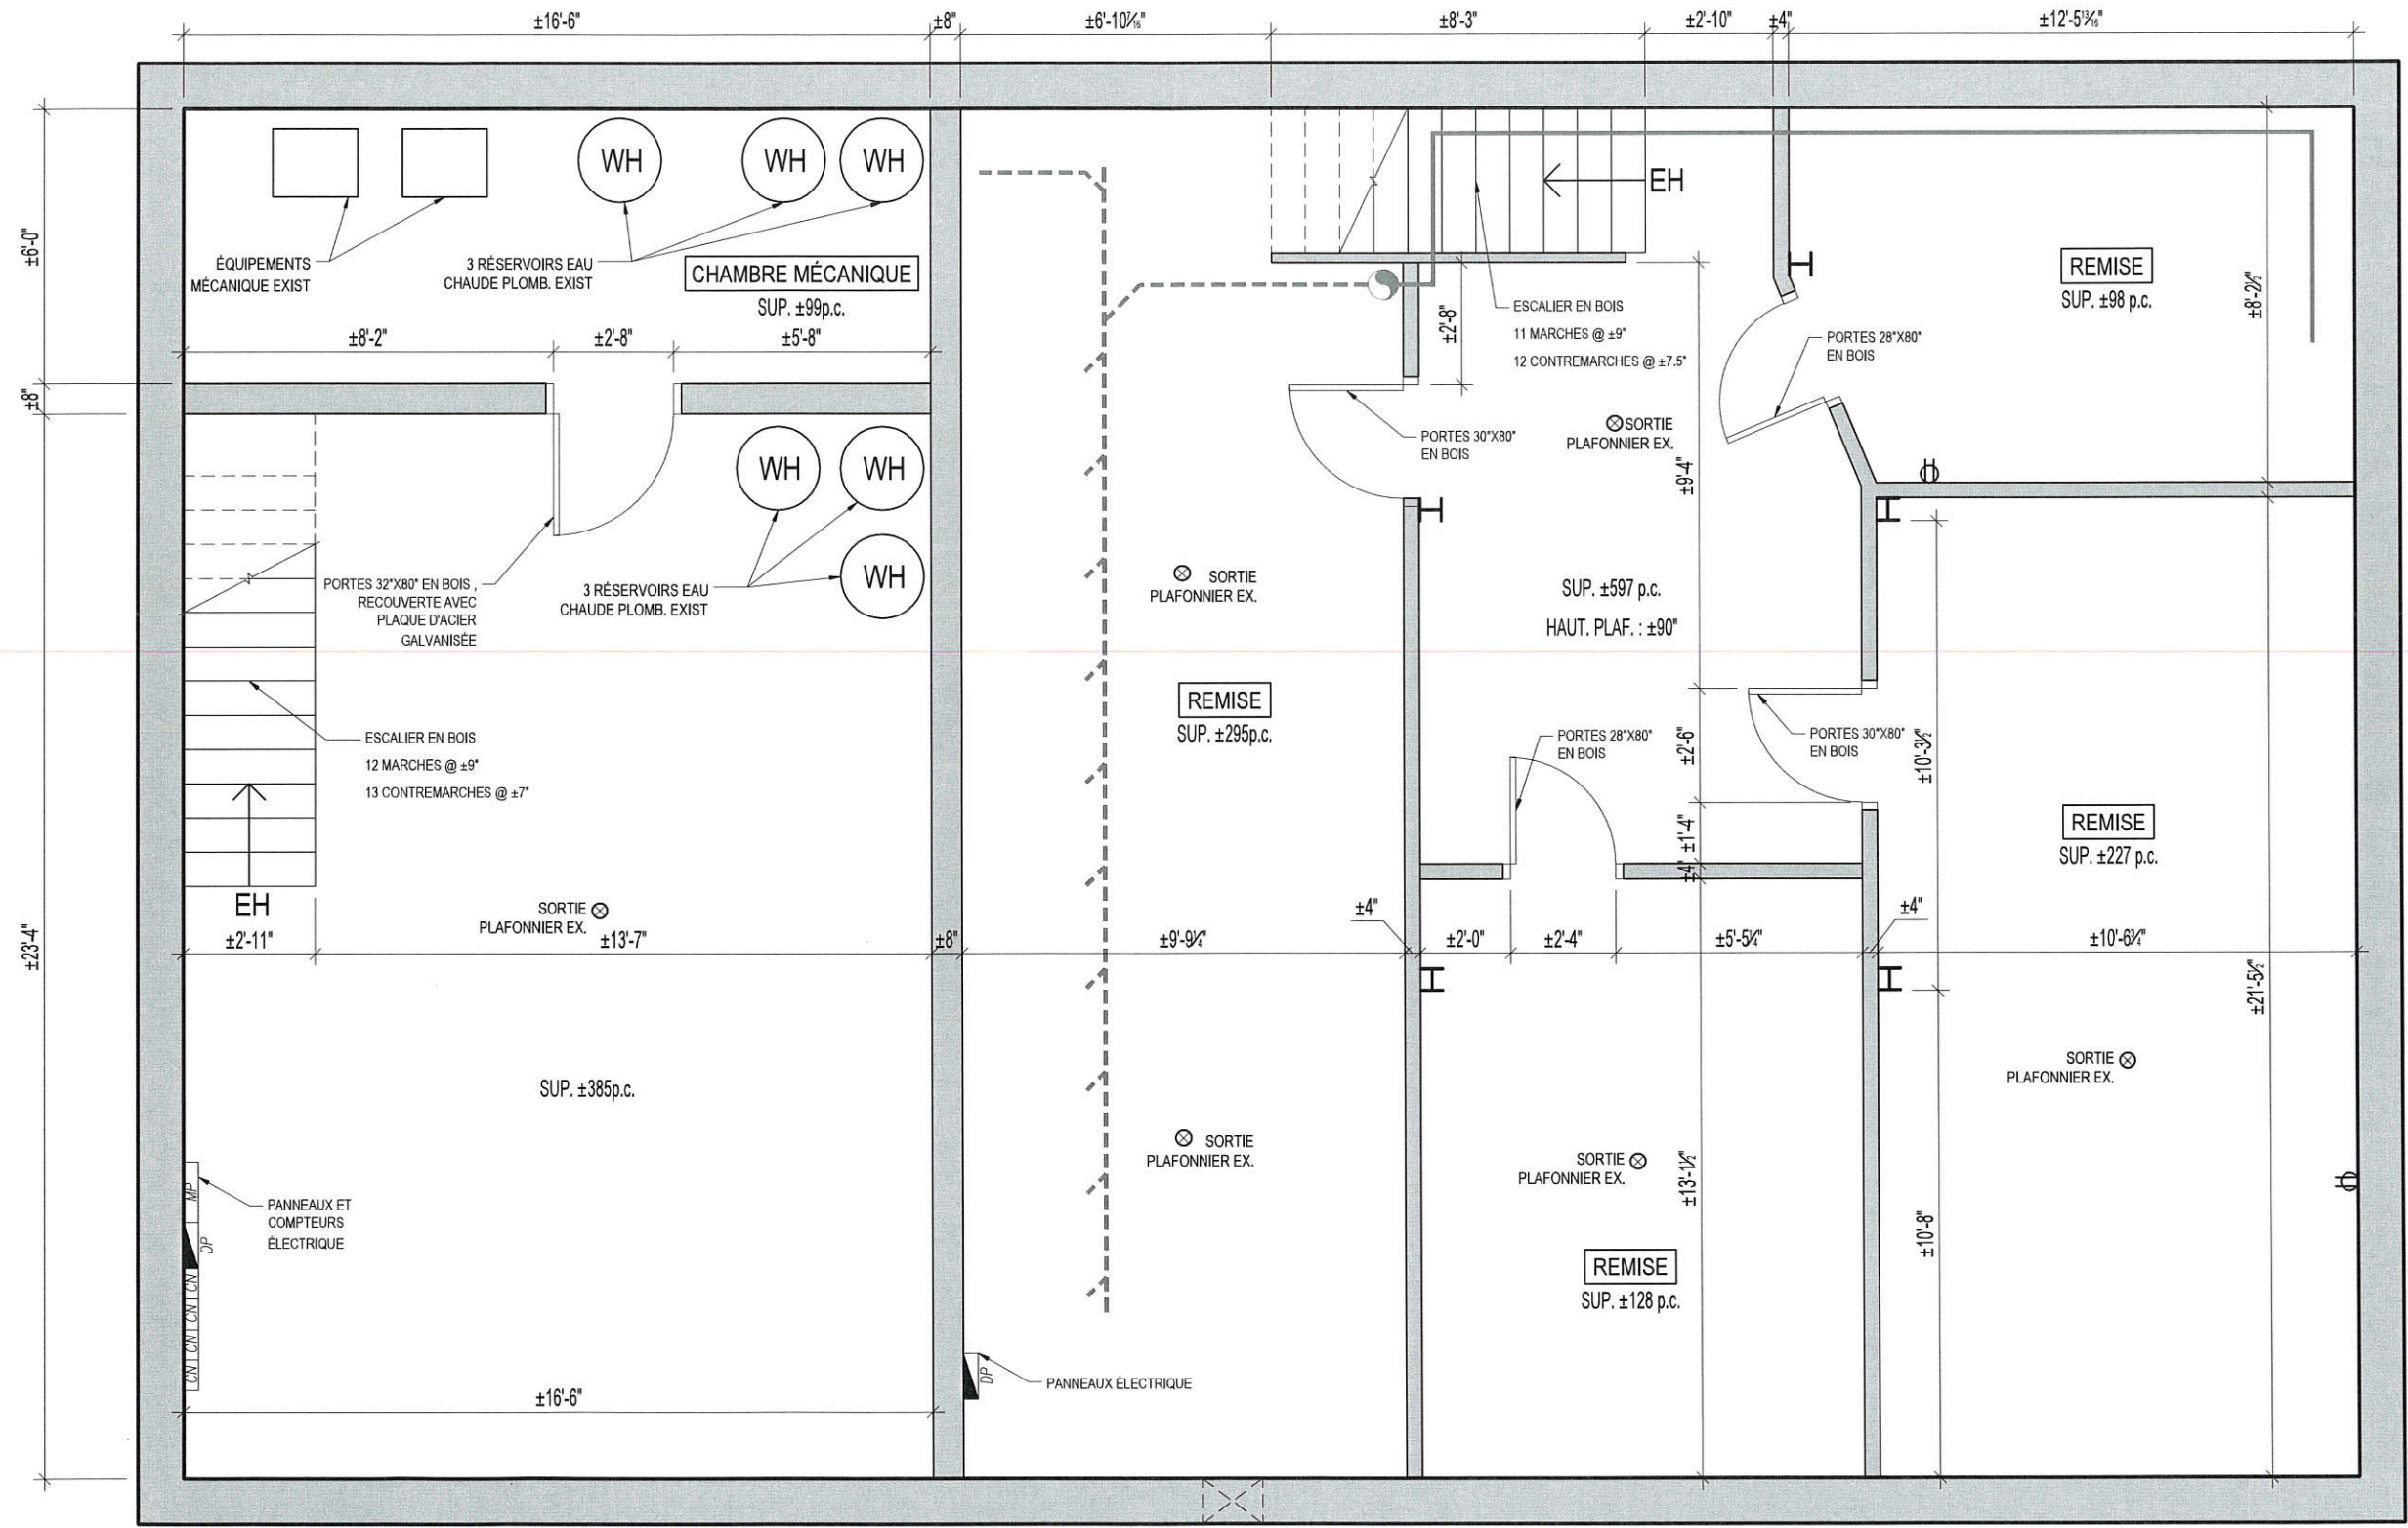 ±16'-6"
±8"
±6'-10⁷⁄₁₆"
±8'-3"
±2'-10"
±4"
±12'-5¹³⁄₁₆"
±6'-0"
±8"
±23'-4"
WH
WH
WH
ÉQUIPEMENTS
MÉCANIQUE EXIST
3 RÉSERVOIRS EAU
CHAUDE PLOMB. EXIST
CHAMBRE MÉCANIQUE
SUP. ±99p.c.
±8'-2"
±2'-8"
±5'-8"
WH
WH
WH
3 RÉSERVOIRS EAU
CHAUDE PLOMB. EXIST
PORTES 32"X80" EN BOIS ,
RECOUVERTE AVEC
PLAQUE D'ACIER
GALVANISÉE
ESCALIER EN BOIS
12 MARCHES @ ±9"
13 CONTREMARCHES @ ±7"
EH
SORTIE
PLAFONNIER EX.
±2'-11"
±13'-7"
±8"
SUP. ±385p.c.
MP
DP
CN CN CN CN
PANNEAUX ET
COMPTEURS
ÉLECTRIQUE
±16'-6"
EH
ESCALIER EN BOIS
11 MARCHES @ ±9"
12 CONTREMARCHES @ ±7.5"
±2'-8"
PORTES 30"X80"
EN BOIS
SORTIE
PLAFONNIER EX.
REMISE
SUP. ±295p.c.
±9'-9¼"
±4"
SORTIE
PLAFONNIER EX.
DP
PANNEAUX ÉLECTRIQUE
SORTIE
PLAFONNIER EX.
±9'-4"
SUP. ±597 p.c.
HAUT. PLAF. : ±90"
PORTES 28"X80"
EN BOIS
±2'-6"
±1'-4"
±4"
PORTES 30"X80"
EN BOIS
±2'-0"
±2'-4"
±5'-5¼"
±4"
SORTIE
PLAFONNIER EX.
±13'-1½"
REMISE
SUP. ±128 p.c.
REMISE
SUP. ±98 p.c.
±8'-2½"
PORTES 28"X80"
EN BOIS
±10'-3½"
REMISE
SUP. ±227 p.c.
±10'-6¾"
±21'-5½"
SORTIE
PLAFONNIER EX.
±10'-8"